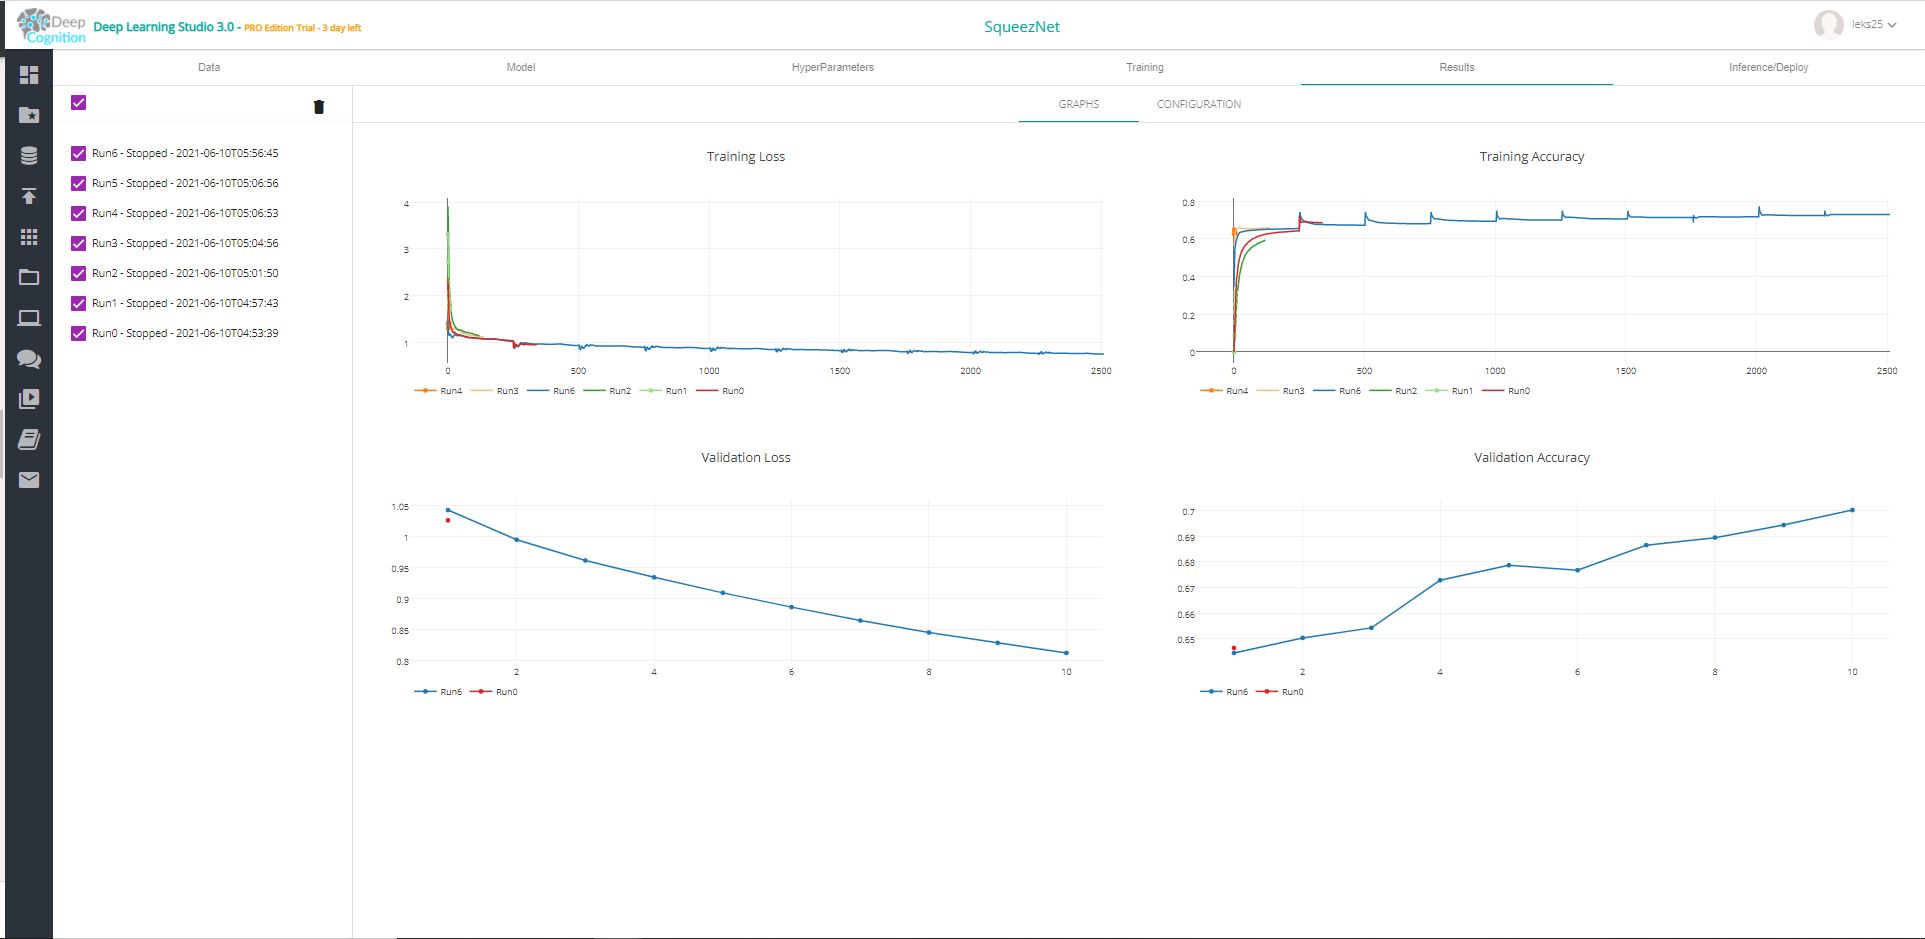 Deep
Cognition
Deep Learning Studio 3.0 - PRO Edition Trial - 3 day left
SqueezNet
leks25
Data Model HyperParameters Training Results Inference/Deploy
GRAPHS CONFIGURATION
Run6 - Stopped - 2021-06-10T05:56:45
Run5 - Stopped - 2021-06-10T05:06:56
Run4 - Stopped - 2021-06-10T05:06:53
Run3 - Stopped - 2021-06-10T05:04:56
Run2 - Stopped - 2021-06-10T05:01:50
Run1 - Stopped - 2021-06-10T04:57:43
Run0 - Stopped - 2021-06-10T04:53:39
Training Loss
4
3
2
1
0 500 1000 1500 2000 2500
Run4 Run3 Run6 Run2 Run1 Run0
Training Accuracy
0.8
0.6
0.4
0.2
0
0 500 1000 1500 2000 2500
Run4 Run3 Run6 Run2 Run1 Run0
Validation Loss
1.05
1
0.95
0.9
0.85
0.8
2 4 6 8 10
Run6 Run0
Validation Accuracy
0.7
0.69
0.68
0.67
0.66
0.65
2 4 6 8 10
Run6 Run0